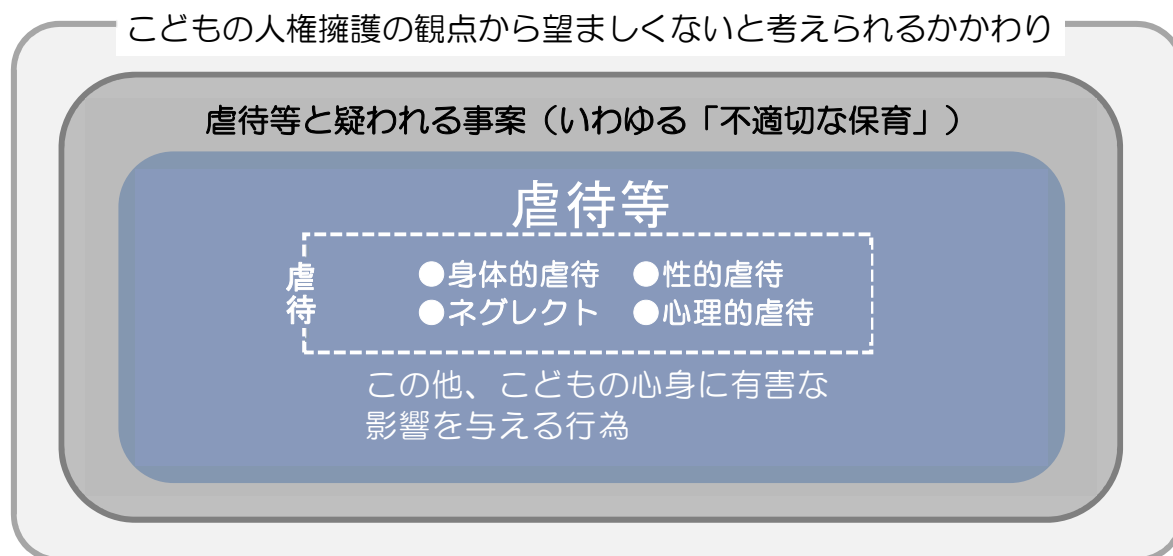 こどもの人権擁護の観点から望ましくないと考えられるかかわり
虐待等と疑われる事案（いわゆる「不適切な保育」）
虐待等
虐待
●身体的虐待 ●性的虐待
●ネグレクト ●心理的虐待
この他、こどもの心身に有害な
影響を与える行為